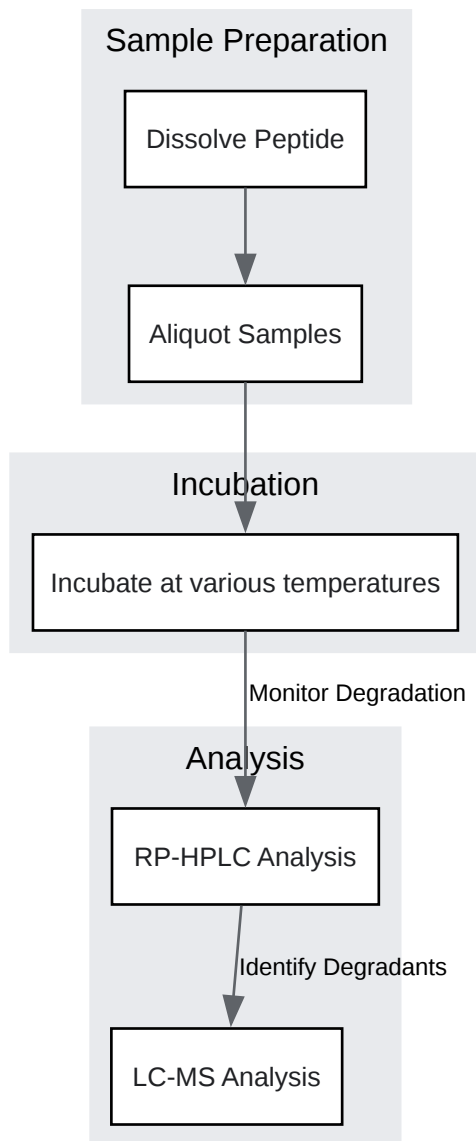 Sample Preparation
Dissolve Peptide
Aliquot Samples
Incubation
Incubate at various temperatures
Monitor Degradation
Analysis
RP-HPLC Analysis
Identify Degradants
LC-MS Analysis